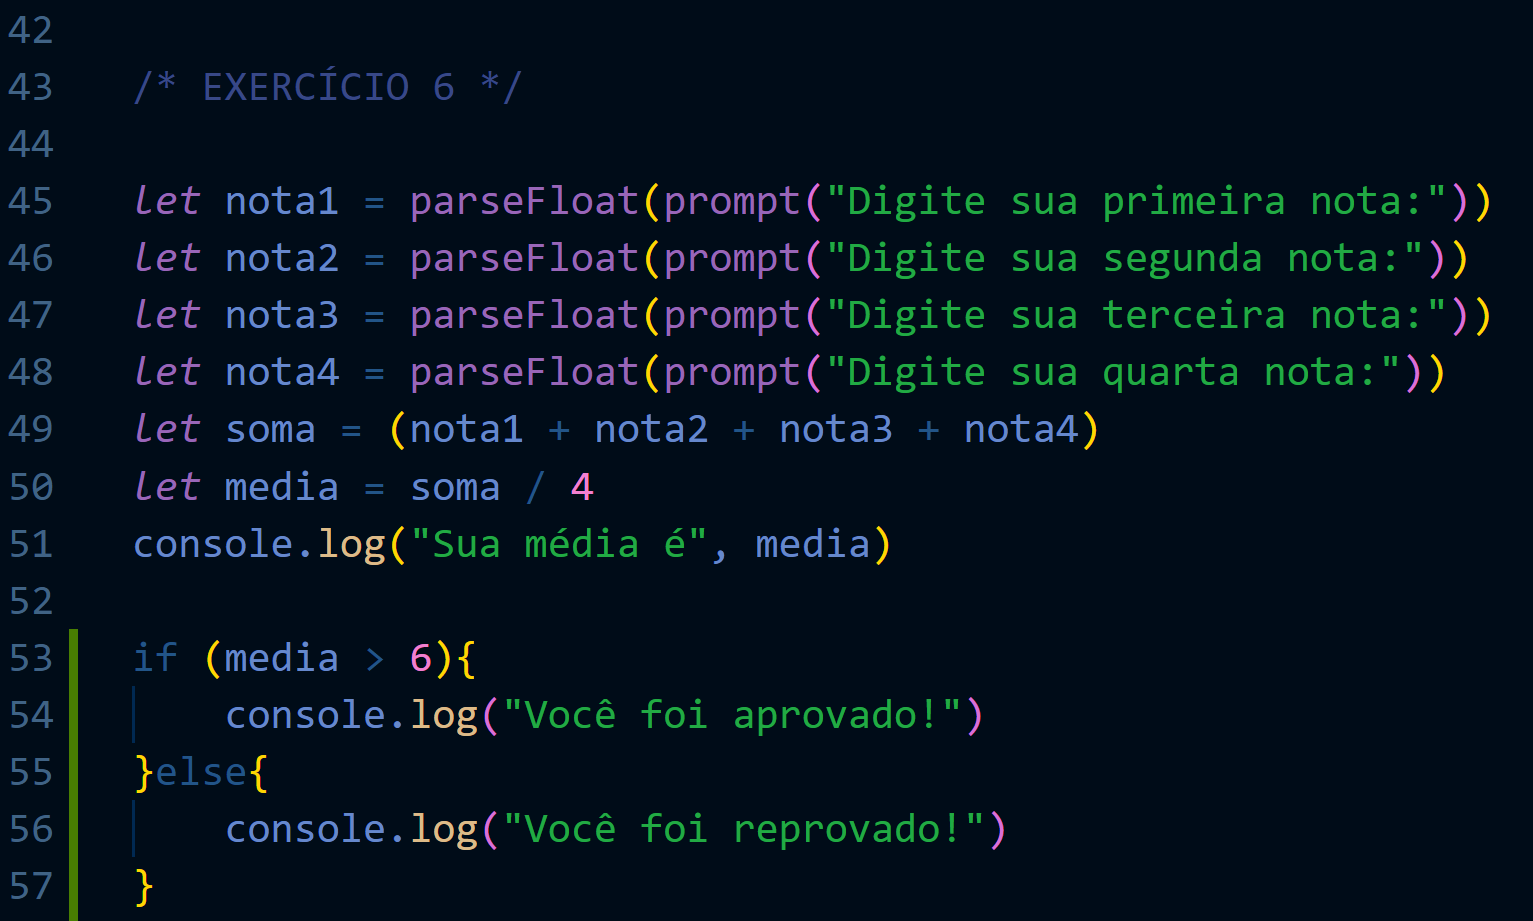 42
43 /* EXERCÍCIO 6 */
44
45 let nota1 = parseFloat(prompt("Digite sua primeira nota:"))
46 let nota2 = parseFloat(prompt("Digite sua segunda nota:"))
47 let nota3 = parseFloat(prompt("Digite sua terceira nota:"))
48 let nota4 = parseFloat(prompt("Digite sua quarta nota:"))
49 let soma = (nota1 + nota2 + nota3 + nota4)
50 let media = soma / 4
51 console.log("Sua média é", media)
52
53 if (media > 6){
54     console.log("Você foi aprovado!")
55 }else{
56     console.log("Você foi reprovado!")
57 }